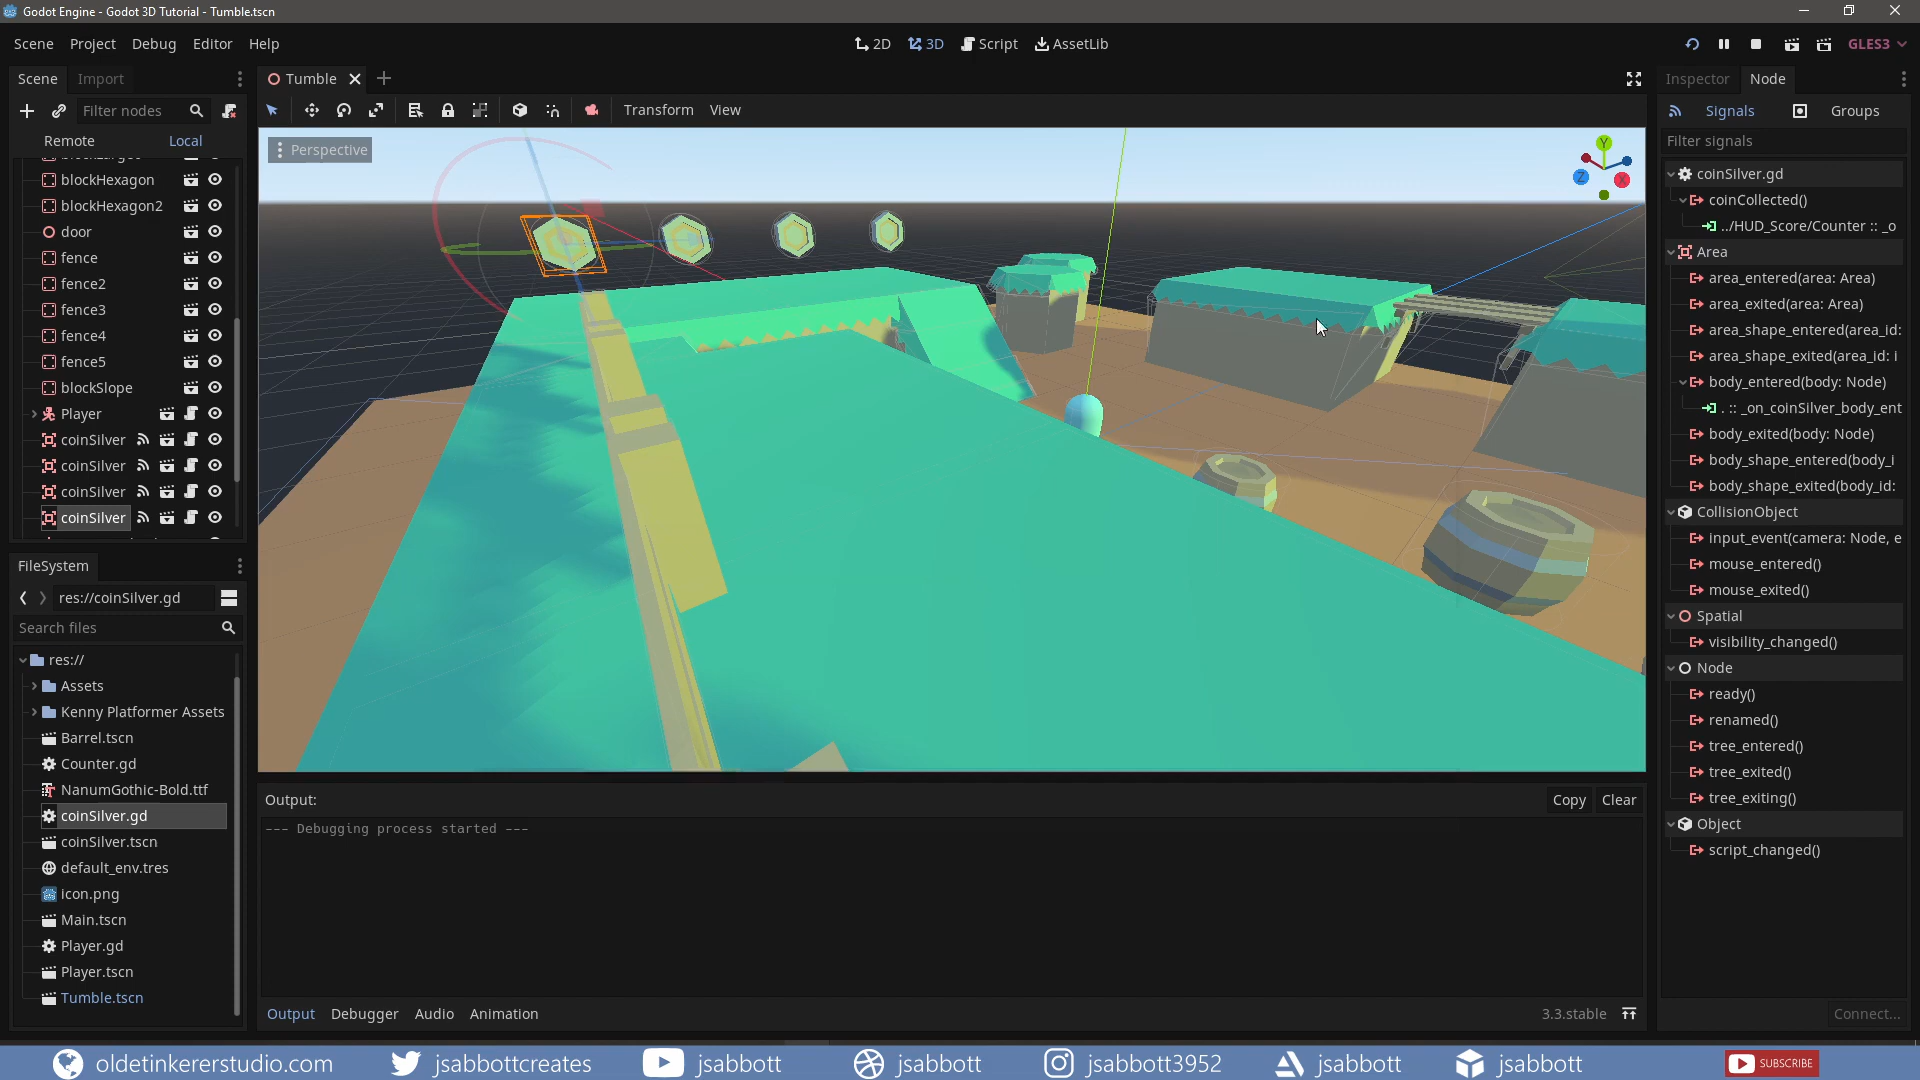 Godot Engine - Godot 3D Tutorial - Tumble.tscn
Scene Project Debug Editor Help
2D 3D Script AssetLib
GLES3
Scene Import
Filter nodes
Remote Local
blockHexagon
blockHexagon2
door
fence
fence2
fence3
fence4
fence5
blockSlope
Player
coinSilver
coinSilver
coinSilver
coinSilver
FileSystem
res://coinSilver.gd
Search files
res://
Assets
Kenny Platformer Assets
Barrel.tscn
Counter.gd
NanumGothic-Bold.ttf
coinSilver.gd
coinSilver.tscn
default_env.tres
icon.png
Main.tscn
Player.gd
Player.tscn
Tumble.tscn
Tumble
Transform View
Perspective
Y
Z
X
Output:
Copy Clear
--- Debugging process started ---
Output Debugger Audio Animation
3.3.stable
Inspector Node
Signals Groups
Filter signals
coinSilver.gd
coinCollected()
../HUD_Score/Counter :: _o
Area
area_entered(area: Area)
area_exited(area: Area)
area_shape_entered(area_id:
area_shape_exited(area_id: i
body_entered(body: Node)
. :: _on_coinSilver_body_ent
body_exited(body: Node)
body_shape_entered(body_i
body_shape_exited(body_id:
CollisionObject
input_event(camera: Node, e
mouse_entered()
mouse_exited()
Spatial
visibility_changed()
Node
ready()
renamed()
tree_entered()
tree_exited()
tree_exiting()
Object
script_changed()
Connect...
oldetinkererstudio.com jsabbottcreates jsabbott jsabbott jsabbott3952 jsabbott jsabbott SUBSCRIBE